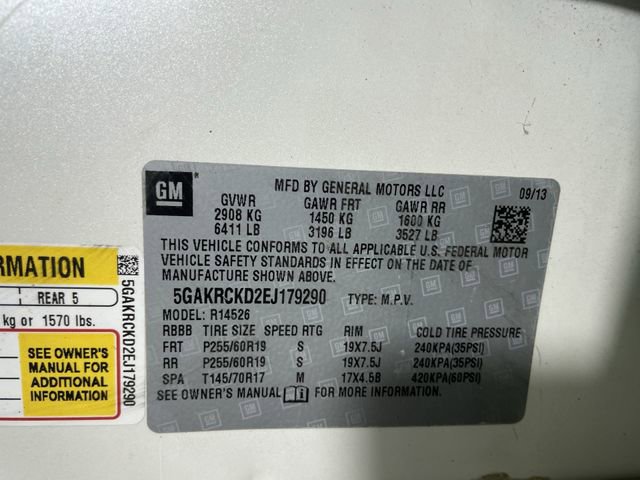 GM
MFD BY GENERAL MOTORS LLC
09/13
GVWR GAWR FRT GAWR RR
2908 KG 1450 KG 1600 KG
6411 LB 3196 LB 3527 LB
THIS VEHICLE CONFORMS TO ALL APPLICABLE U.S. FEDERAL MOTOR
VEHICLE SAFETY STANDARDS IN EFFECT ON THE DATE OF
MANUFACTURE SHOWN ABOVE.
5GAKRCKD2EJ179290 TYPE: M.P.V.
MODEL: R14526
RBBB TIRE SIZE SPEED RTG RIM COLD TIRE PRESSURE
FRT P255/60R19 S 19X7.5J 240KPA(35PSI)
RR P255/60R19 S 19X7.5J 240KPA(35PSI)
SPA T145/70R17 M 17X4.5B 420KPA(60PSI)
SEE OWNER'S MANUAL FOR MORE INFORMATION.
RMATION
REAR 5
kg or 1570 lbs.
SEE OWNER'S
MANUAL FOR
ADDITIONAL
INFORMATION
5GAKRCKD2EJ179290